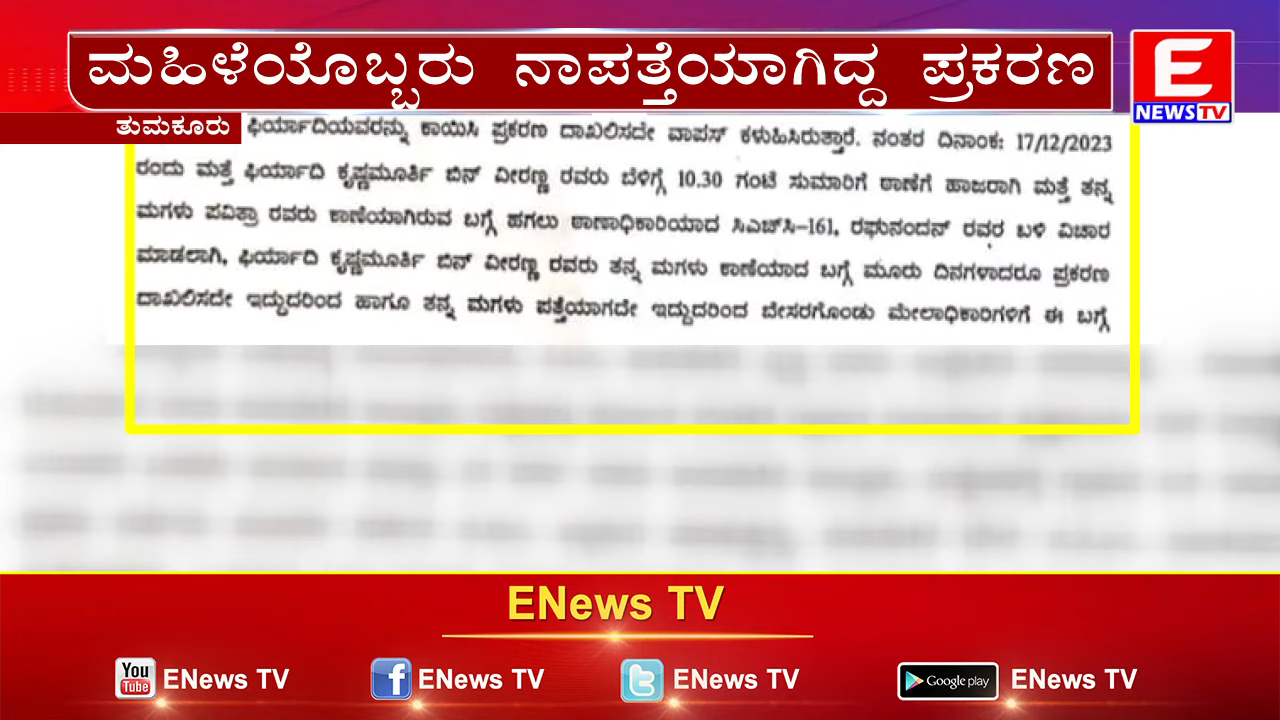 ಮಹಿಳೆಯೊಬ್ಬರು ನಾಪತ್ತೆಯಾಗಿದ್ದ ಪ್ರಕರಣ
E
NEWS TV
ತುಮಕೂರು
ಫಿರ್ಯಾದಿಯವರನ್ನು ಕಾಯಿಸಿ ಪ್ರಕರಣ ದಾಖಲಿಸದೇ ವಾಪಸ್ ಕಳುಹಿಸಿರುತ್ತಾರೆ. ನಂತರ ದಿನಾಂಕ: 17/12/2023
ರಂದು ಮತ್ತೆ ಫಿರ್ಯಾದಿ ಕೃಷ್ಣಮೂರ್ತಿ ಬಿನ್ ವೀರಣ್ಣ ರವರು ಬೆಳಿಗ್ಗೆ 10.30 ಗಂಟೆ ಸುಮಾರಿಗೆ ಠಾಣೆಗೆ ಹಾಜರಾಗಿ ಮತ್ತೆ ತನ್ನ
ಮಗಳು ಪವಿತ್ರಾ ರವರು ಕಾಣೆಯಾಗಿರುವ ಬಗ್ಗೆ ಹಗಲು ಠಾಣಾಧಿಕಾರಿಯಾದ ಸಿಎಚ್‌ಸಿ-161, ರಘುನಂದನ್ ರವರ ಬಳಿ ವಿಚಾರ
ಮಾಡಲಾಗಿ, ಫಿರ್ಯಾದಿ ಕೃಷ್ಣಮೂರ್ತಿ ಬಿನ್ ವೀರಣ್ಣ ರವರು ತನ್ನ ಮಗಳು ಕಾಣೆಯಾದ ಬಗ್ಗೆ ಮೂರು ದಿನಗಳಾದರೂ ಪ್ರಕರಣ
ದಾಖಲಿಸದೇ ಇದ್ದುದರಿಂದ ಹಾಗೂ ತನ್ನ ಮಗಳು ಪತ್ತೆಯಾಗದೇ ಇದ್ದುದರಿಂದ ಬೇಸರಗೊಂಡು ಮೇಲಾಧಿಕಾರಿಗಳಿಗೆ ಈ ಬಗ್ಗೆ
ENews TV
You Tube ENews TV f ENews TV t ENews TV Google play ENews TV